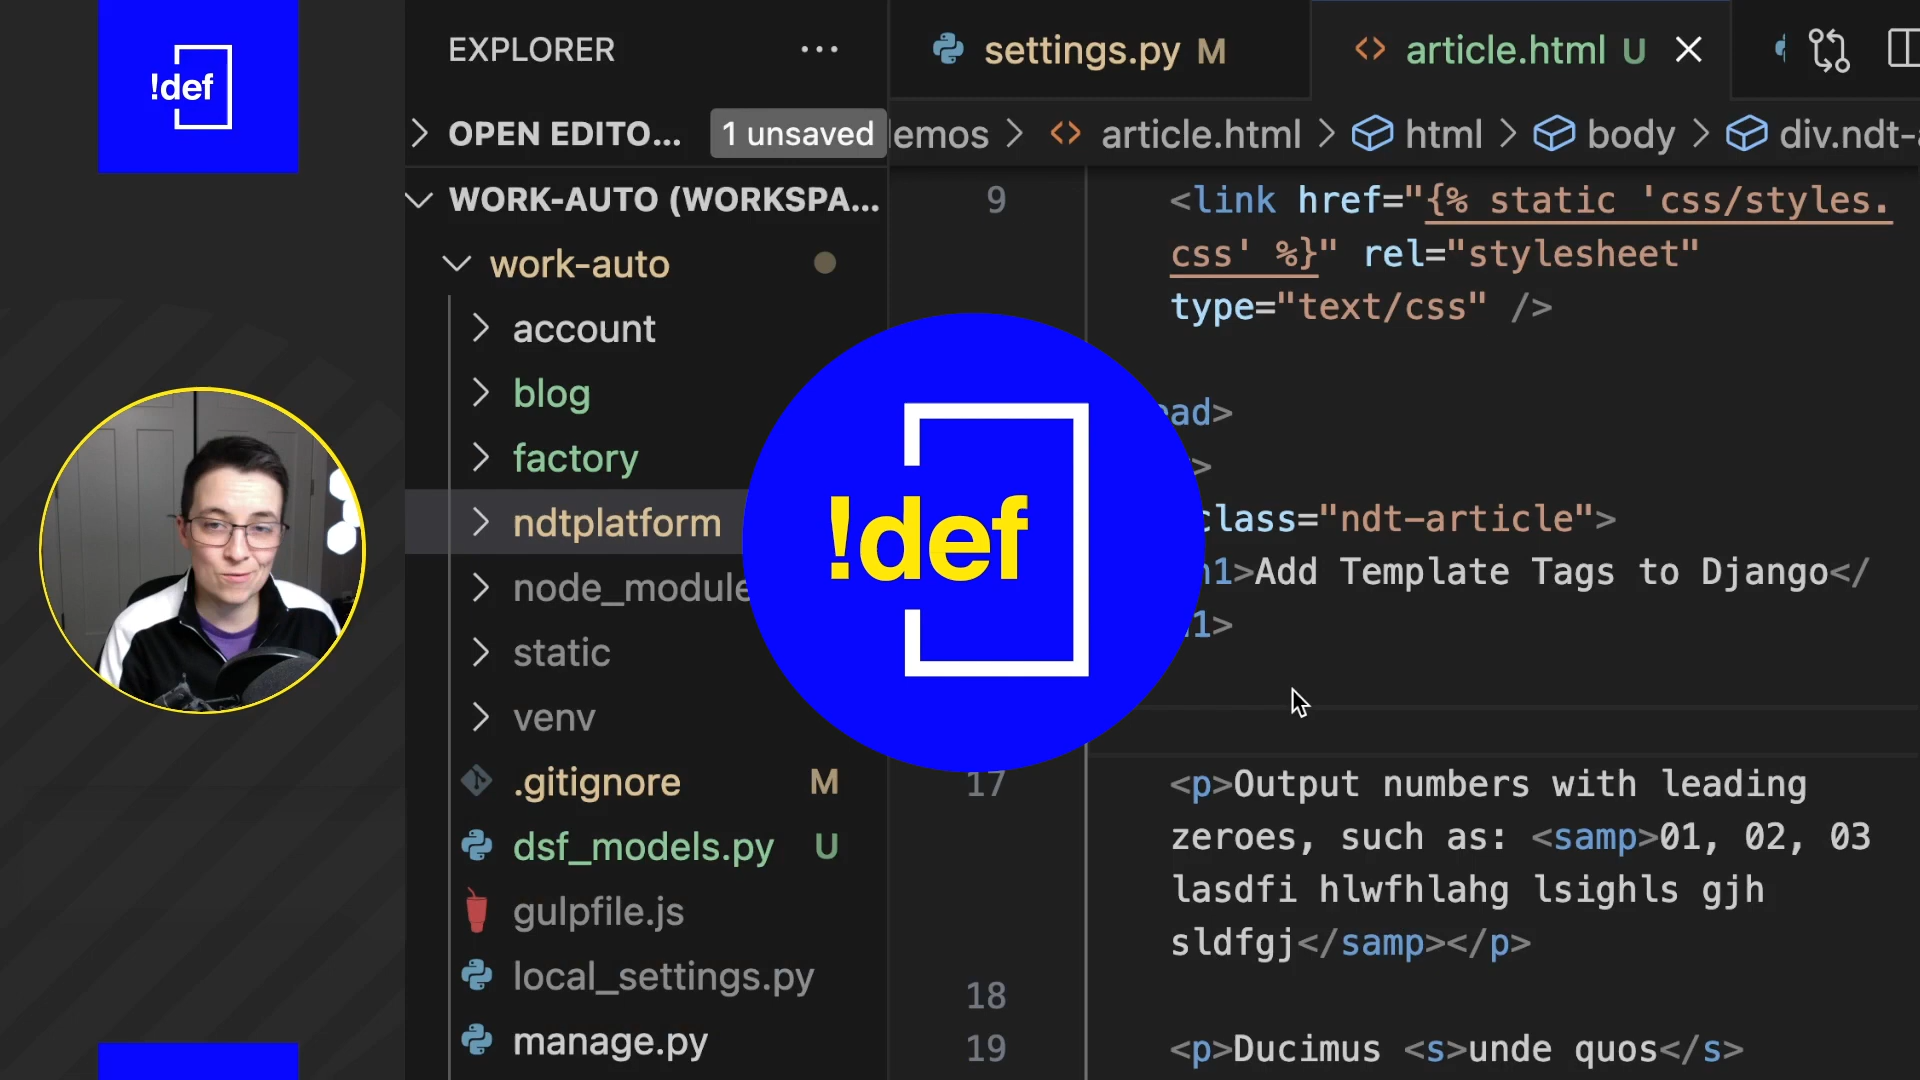 !def
EXPLORER
OPEN EDITO... 1 unsaved
WORK-AUTO (WORKSPA...
work-auto
account
blog
factory
ndtplatform
node_module
static
venv
.gitignore M
dsf_models.py U
gulpfile.js
local_settings.py
manage.py
settings.py M
article.html U
emos > article.html > html > body > div.ndt-
9 <link href="{% static 'css/styles.
css' %}" rel="stylesheet"
type="text/css" />
ad>
>
class="ndt-article">
1>Add Template Tags to Django</
1>
!def
17 <p>Output numbers with leading
zeroes, such as: <samp>01, 02, 03
lasdfi hlwfhlahg lsighls gjh
sldfgj</samp></p>
18
19 <p>Ducimus <s>unde quos</s>